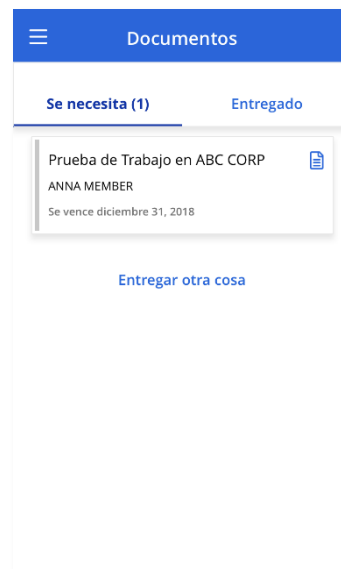 Documentos
Se necesita (1) Entregado
Prueba de Trabajo en ABC CORP
ANNA MEMBER
Se vence diciembre 31, 2018
Entregar otra cosa